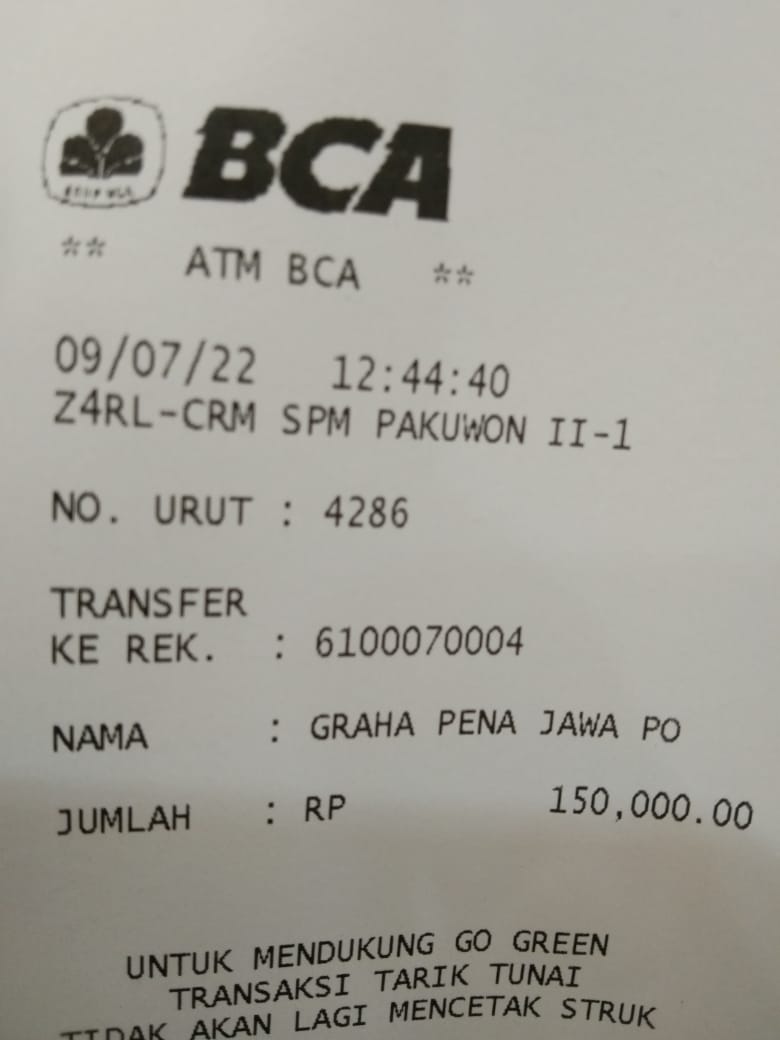 BCA
** ATM BCA **
09/07/22 12:44:40
Z4RL-CRM SPM PAKUWON II-1
NO. URUT : 4286
TRANSFER
KE REK. : 6100070004
NAMA : GRAHA PENA JAWA PO
JUMLAH : RP 150,000.00
UNTUK MENDUKUNG GO GREEN
TRANSAKSI TARIK TUNAI
TIDAK AKAN LAGI MENCETAK STRUK